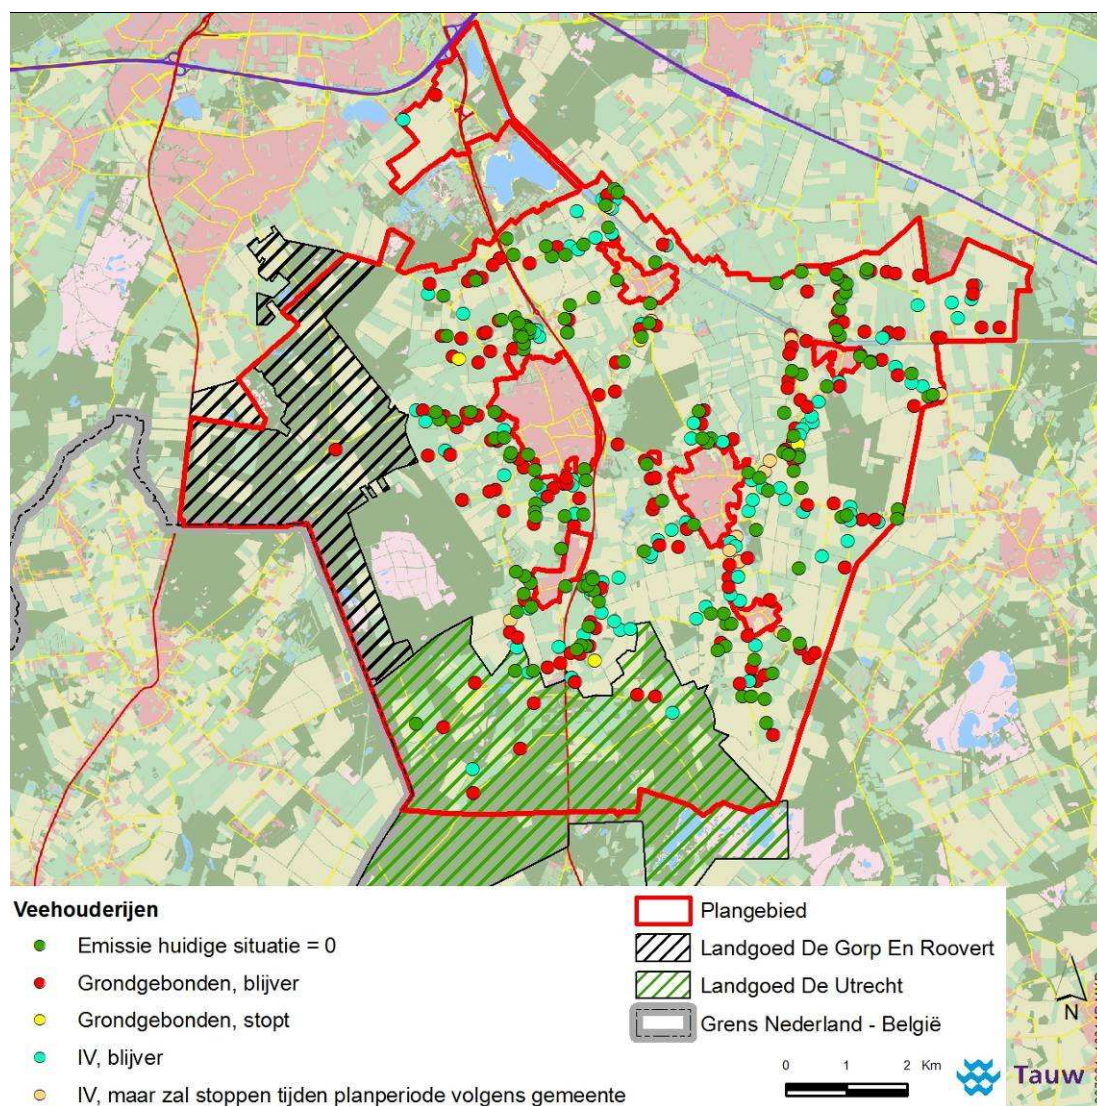 Veehouderijen
Emissie huidige situatie = 0
Grondgebonden, blijver
Grondgebonden, stopt
IV, blijver
IV, maar zal stoppen tijden planperiode volgens gemeente
Plangebied
Landgoed De Gorp En Roovert
Landgoed De Utrecht
Grens Nederland - België
0 1 2 Km
N
Tauw